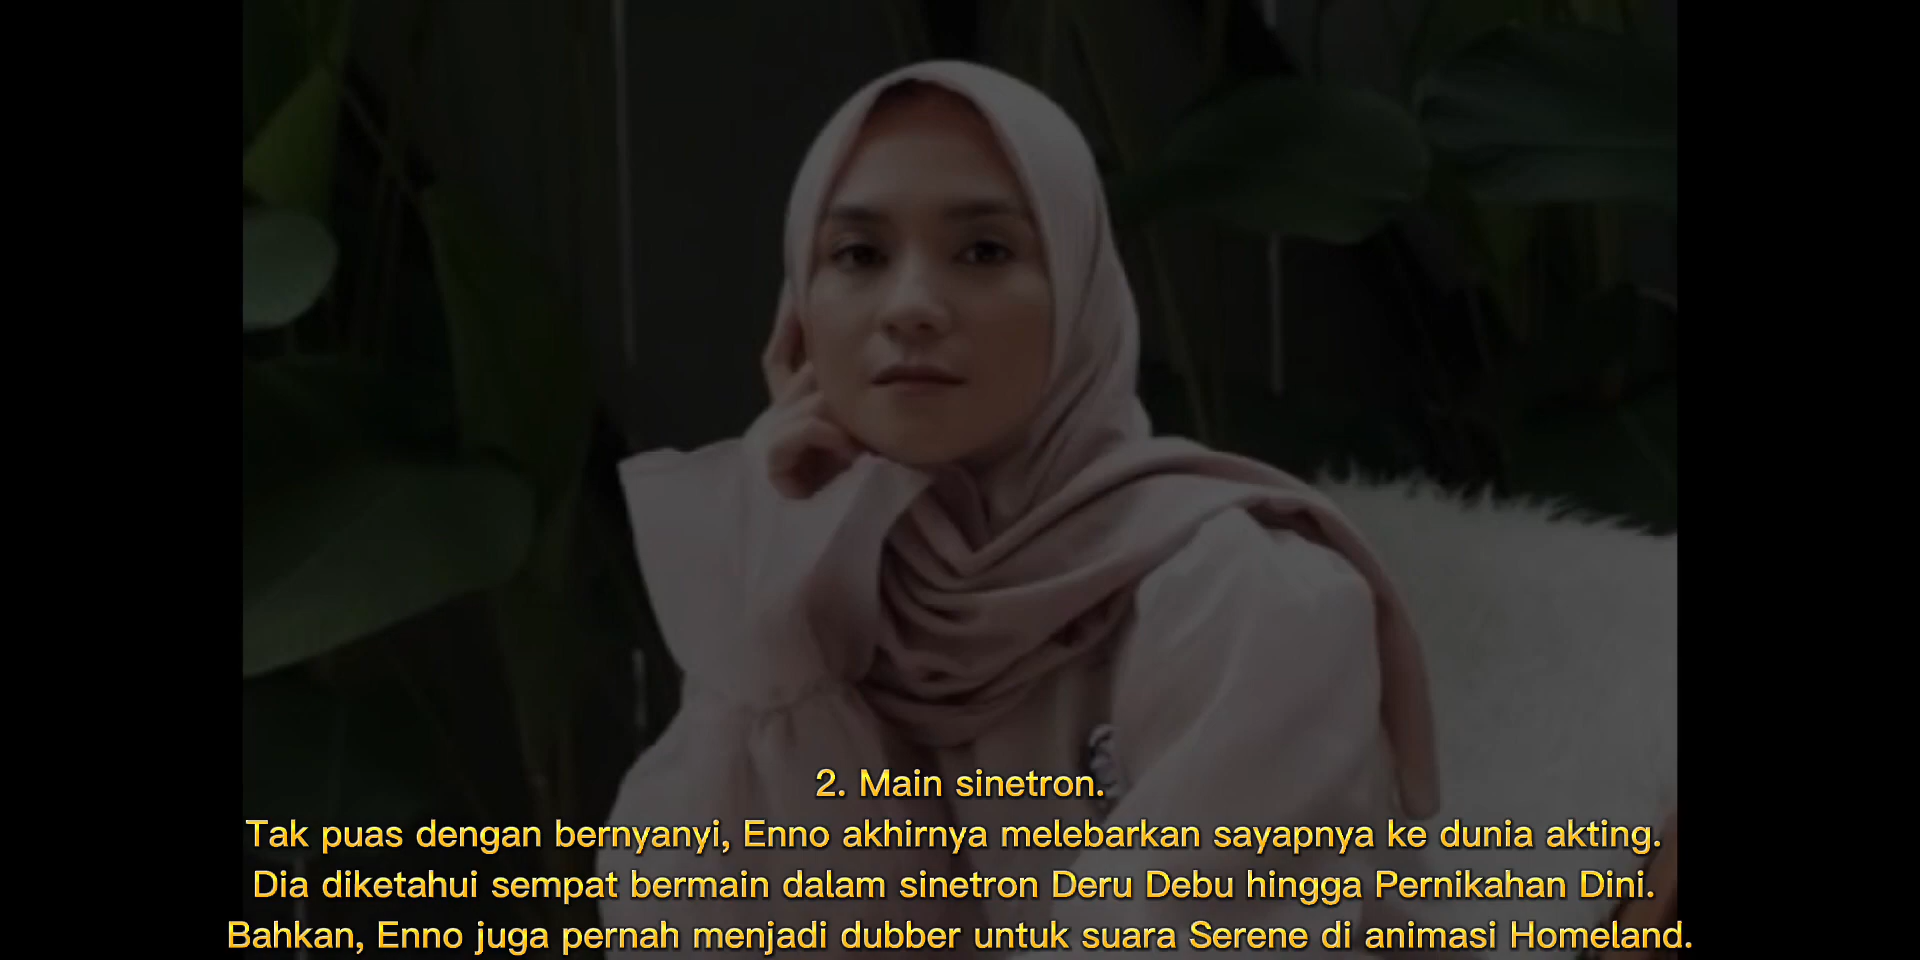 2. Main sinetron.
Tak puas dengan bernyanyi, Enno akhirnya melebarkan sayapnya ke dunia akting.
Dia diketahui sempat bermain dalam sinetron Deru Debu hingga Pernikahan Dini.
Bahkan, Enno juga pernah menjadi dubber untuk suara Serene di animasi Homeland.